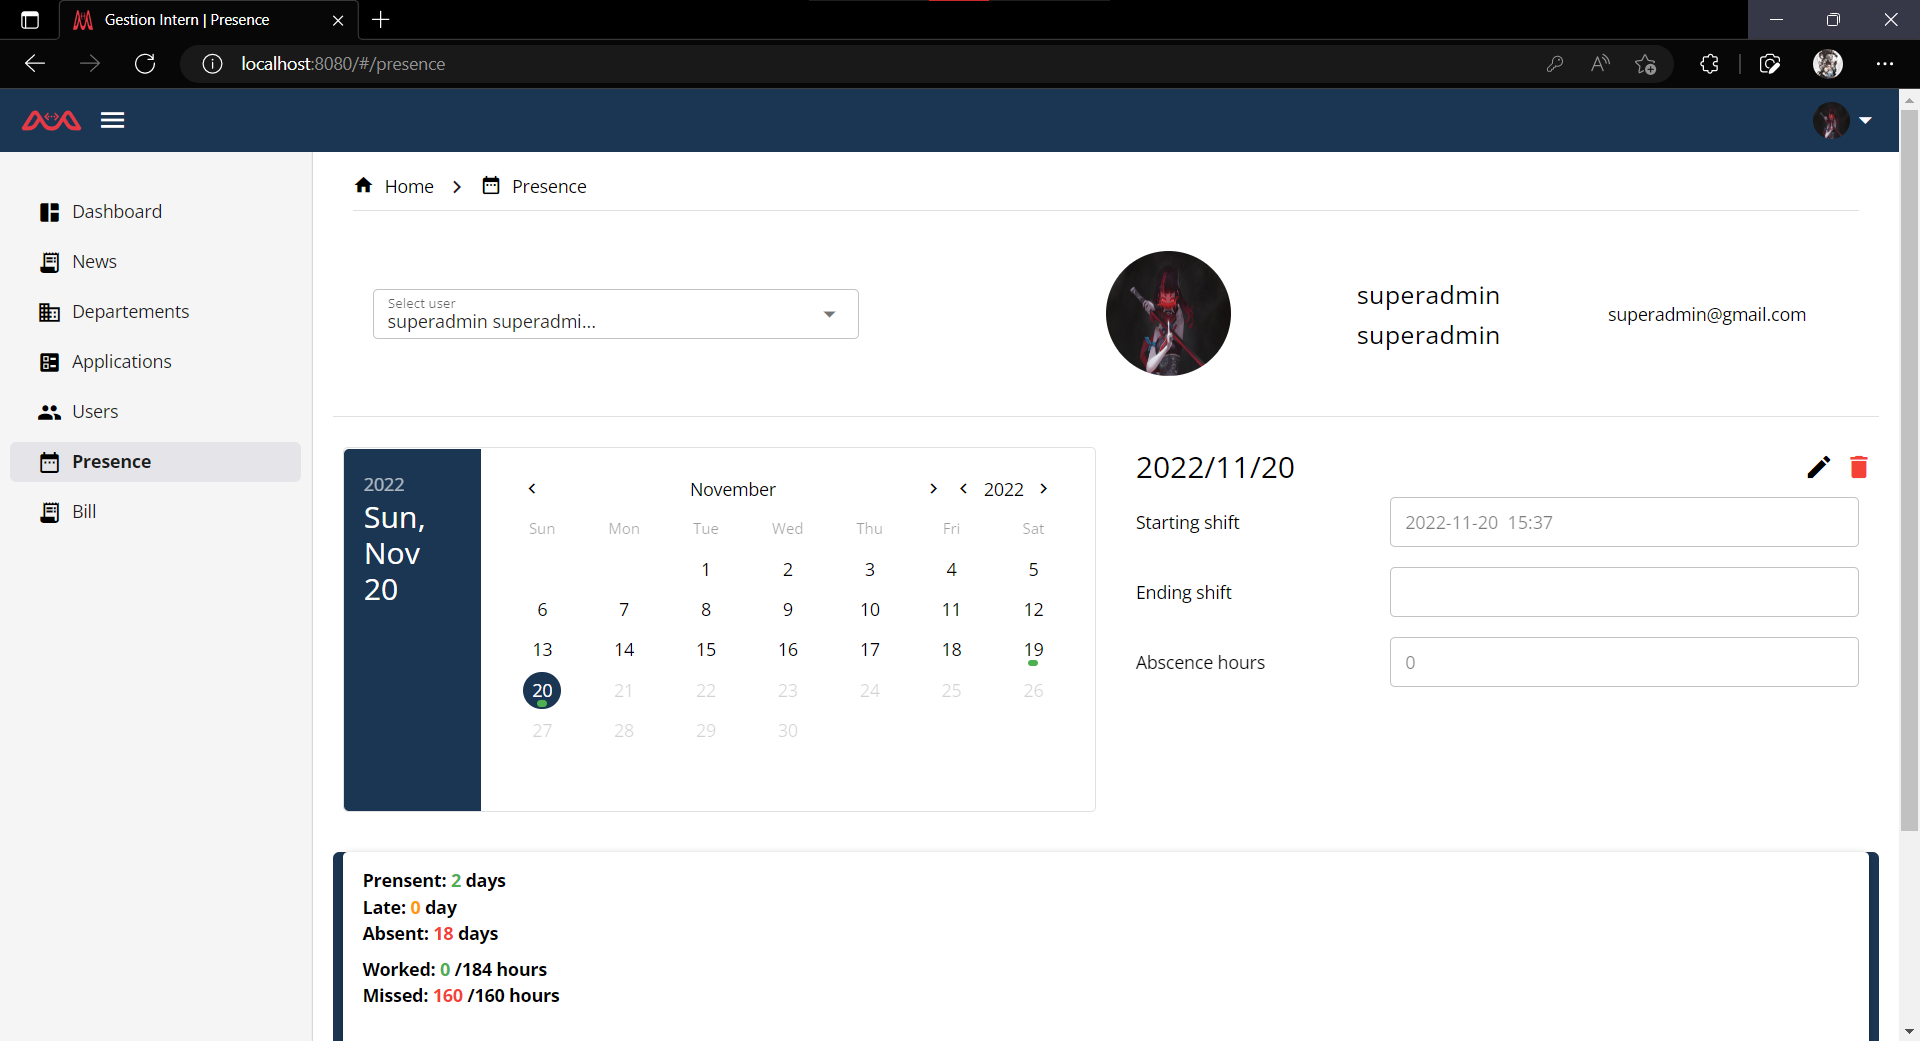 Gestion Intern | Presence
localhost:8080/#/presence
Home
Presence
Dashboard
News
Departements
Applications
Users
Presence
Bill
Select user
superadmin superadmi...
superadmin
superadmin
superadmin@gmail.com
2022
Sun,
Nov
20
November
2022
Sun Mon Tue Wed Thu Fri Sat
1 2 3 4 5
6 7 8 9 10 11 12
13 14 15 16 17 18 19
20 21 22 23 24 25 26
27 28 29 30
2022/11/20
Starting shift
2022-11-20 15:37
Ending shift
Abscence hours
0
Prensent: 2 days
Late: 0 day
Absent: 18 days
Worked: 0 /184 hours
Missed: 160 /160 hours